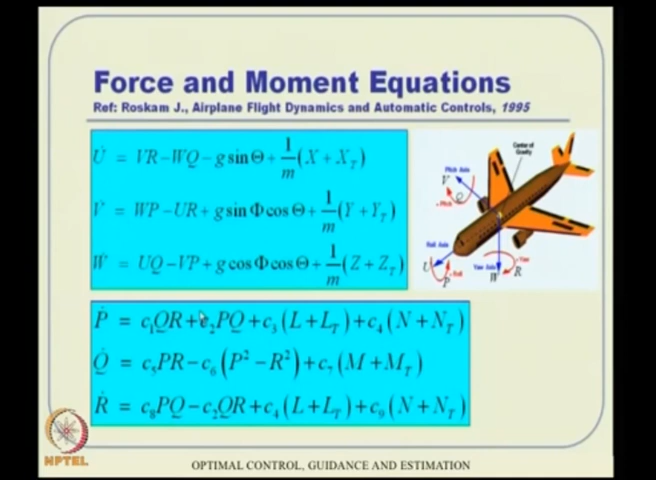 Force and Moment Equations
Ref: Roskam J., Airplane Flight Dynamics and Automatic Controls, 1995
U̇ = VR − WQ − g sin Θ + 1/m (X + X_T)
V̇ = WP − UR + g sin Φ cos Θ + 1/m (Y + Y_T)
Ẇ = UQ − VP + g cos Φ cos Θ + 1/m (Z + Z_T)
Center of
Gravity
Pitch Axis
V
Q
+Pitch
Roll Axis
U
P
+Roll
Yaw Axis
W
R
+Yaw
Ṗ = c₁QR + c₂PQ + c₃(L + L_T) + c₄(N + N_T)
Q̇ = c₅PR − c₆(P² − R²) + c₇(M + M_T)
Ṙ = c₈PQ − c₂QR + c₄(L + L_T) + c₉(N + N_T)
NPTEL
OPTIMAL CONTROL, GUIDANCE AND ESTIMATION